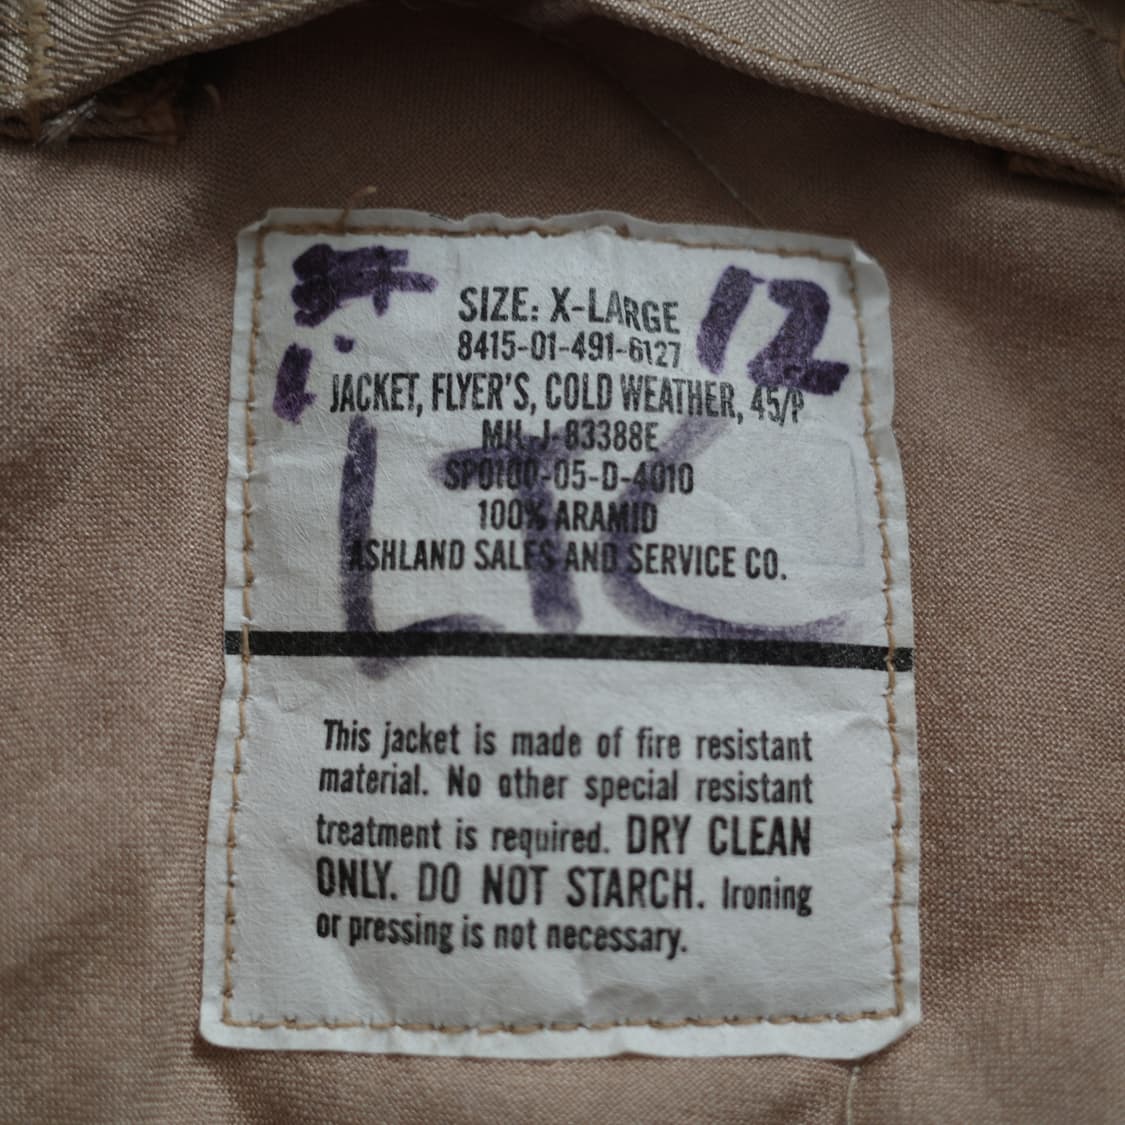 12
SIZE: X-LARGE
8415-01-491-6127
JACKET, FLYER'S, COLD WEATHER, 45/P
MIL-J-83388E
SP0100-05-D-4010
100% ARAMID
ASHLAND SALES AND SERVICE CO.
LTC
This jacket is made of fire resistant
material. No other special resistant
treatment is required. DRY CLEAN
ONLY. DO NOT STARCH. Ironing
or pressing is not necessary.